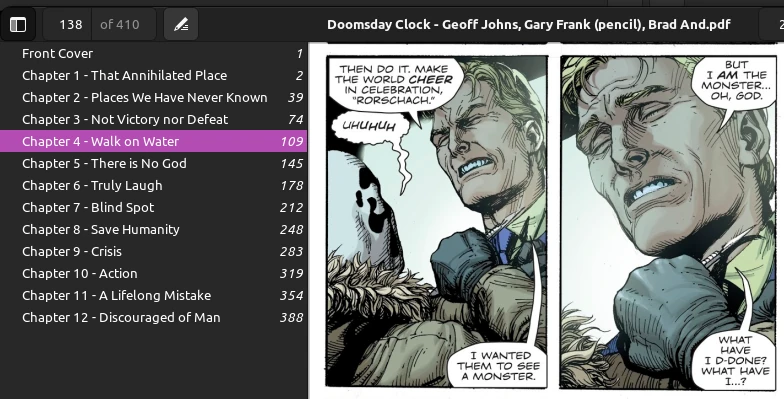 138
of 410
Doomsday Clock - Geoff Johns, Gary Frank (pencil), Brad And.pdf
Front Cover 1
Chapter 1 - That Annihilated Place 2
Chapter 2 - Places We Have Never Known 39
Chapter 3 - Not Victory nor Defeat 74
Chapter 4 - Walk on Water 109
Chapter 5 - There is No God 145
Chapter 6 - Truly Laugh 178
Chapter 7 - Blind Spot 212
Chapter 8 - Save Humanity 248
Chapter 9 - Crisis 283
Chapter 10 - Action 319
Chapter 11 - A Lifelong Mistake 354
Chapter 12 - Discouraged of Man 388
THEN DO IT. MAKE
THE WORLD CHEER
IN CELEBRATION,
"RORSCHACH."
UHUHUH
I WANTED
THEM TO SEE
A MONSTER.
BUT
I AM THE
MONSTER...
OH, GOD.
WHAT
HAVE
I D-DONE?
WHAT HAVE
I...?